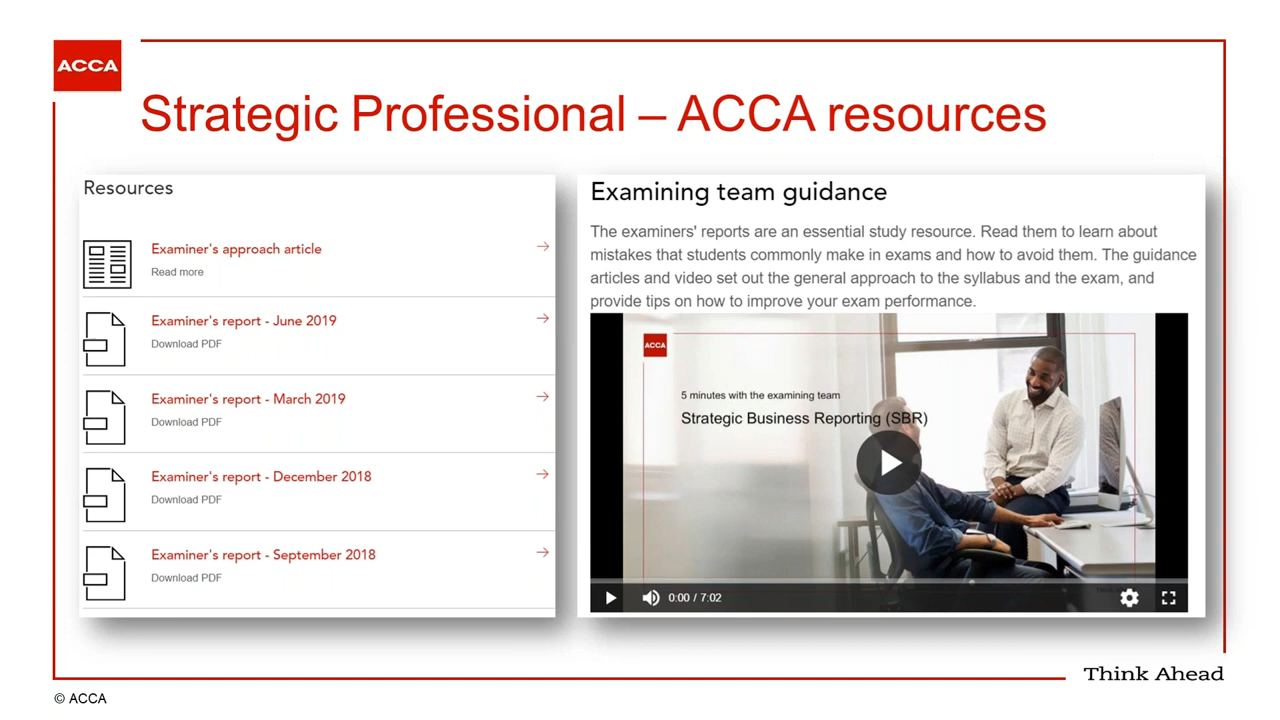 ACCA
Strategic Professional – ACCA resources
Resources
Examiner's approach article
Read more
Examiner's report - June 2019
Download PDF
Examiner's report - March 2019
Download PDF
Examiner's report - December 2018
Download PDF
Examiner's report - September 2018
Download PDF
Examining team guidance
The examiners' reports are an essential study resource. Read them to learn about
mistakes that students commonly make in exams and how to avoid them. The guidance
articles and video set out the general approach to the syllabus and the exam, and
provide tips on how to improve your exam performance.
ACCA
5 minutes with the examining team
Strategic Business Reporting (SBR)
0:00 / 7:02
Think Ahead
© ACCA